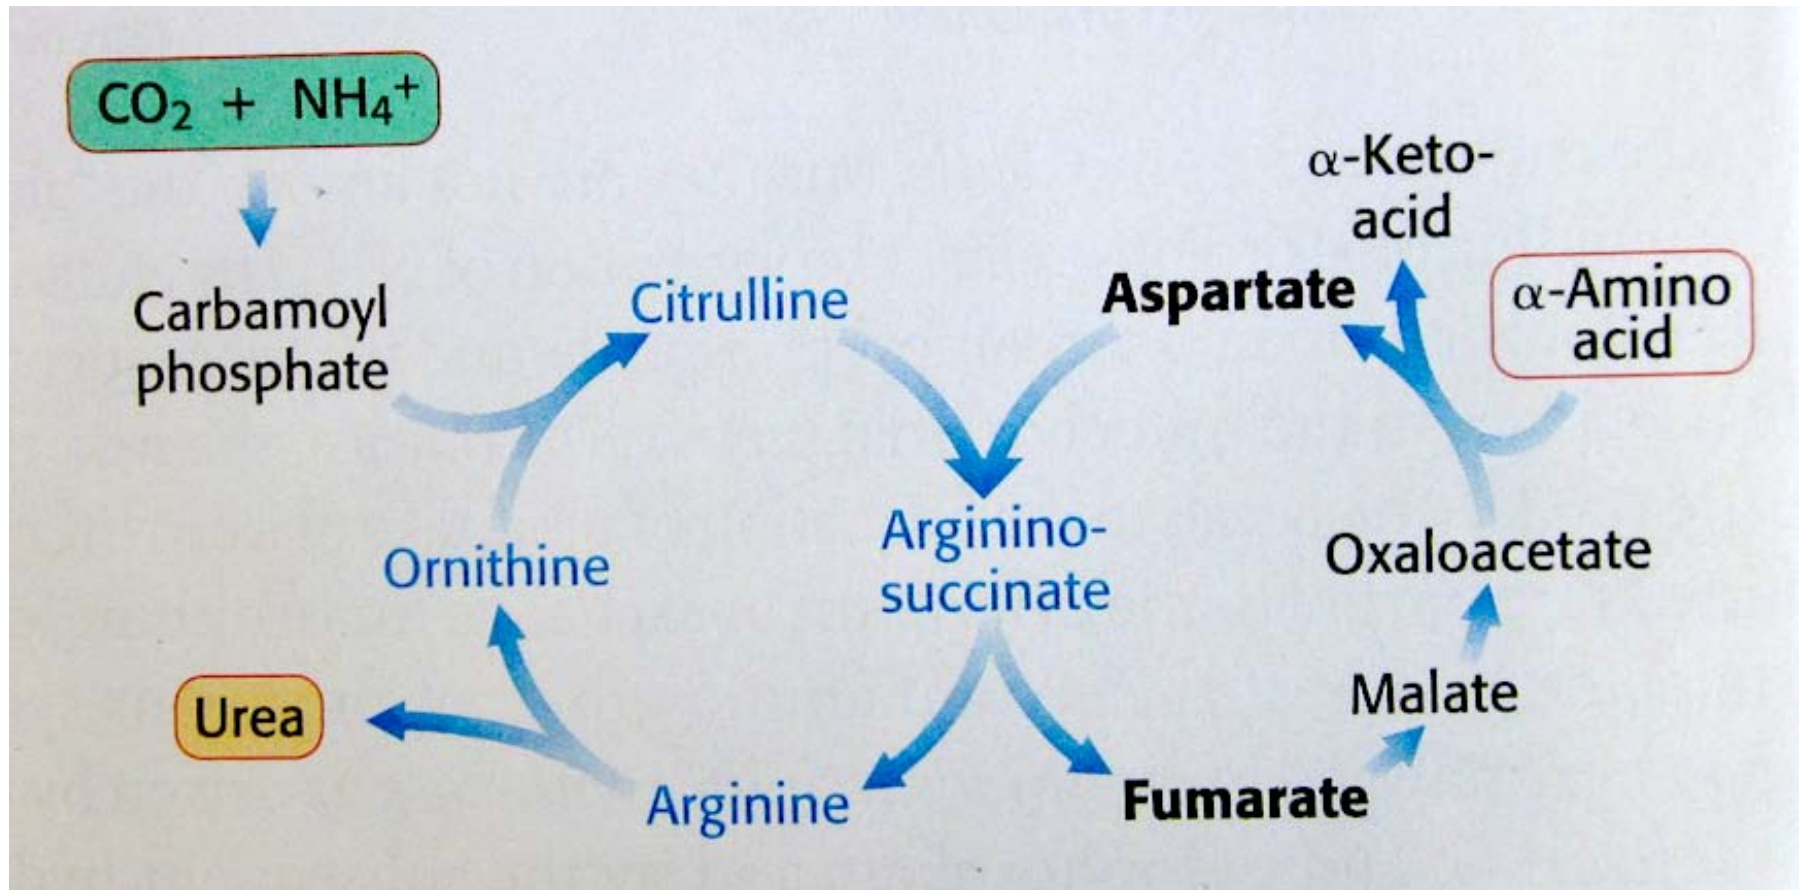 CO₂ + NH₄⁺
Carbamoyl
phosphate
Citrulline
Aspartate
α-Keto-
acid
α-Amino
acid
Ornithine
Arginino-
succinate
Oxaloacetate
Malate
Urea
Arginine
Fumarate